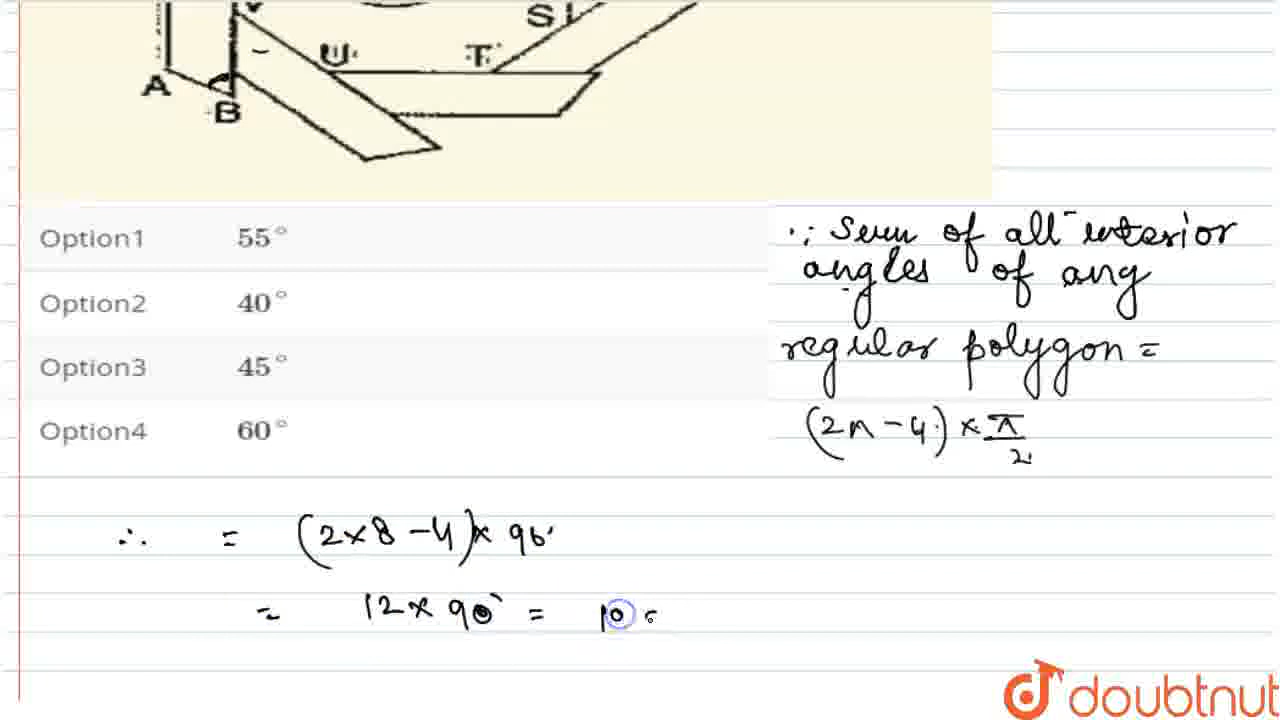 S
U
T
A
B
Option1 55°
Option2 40°
Option3 45°
Option4 60°
∵ sum of all interior
angles of any
regular polygon =
(2n-4) × π/2
∴ = (2×8-4)× 90°
= 12× 90° = 10
doubtnut